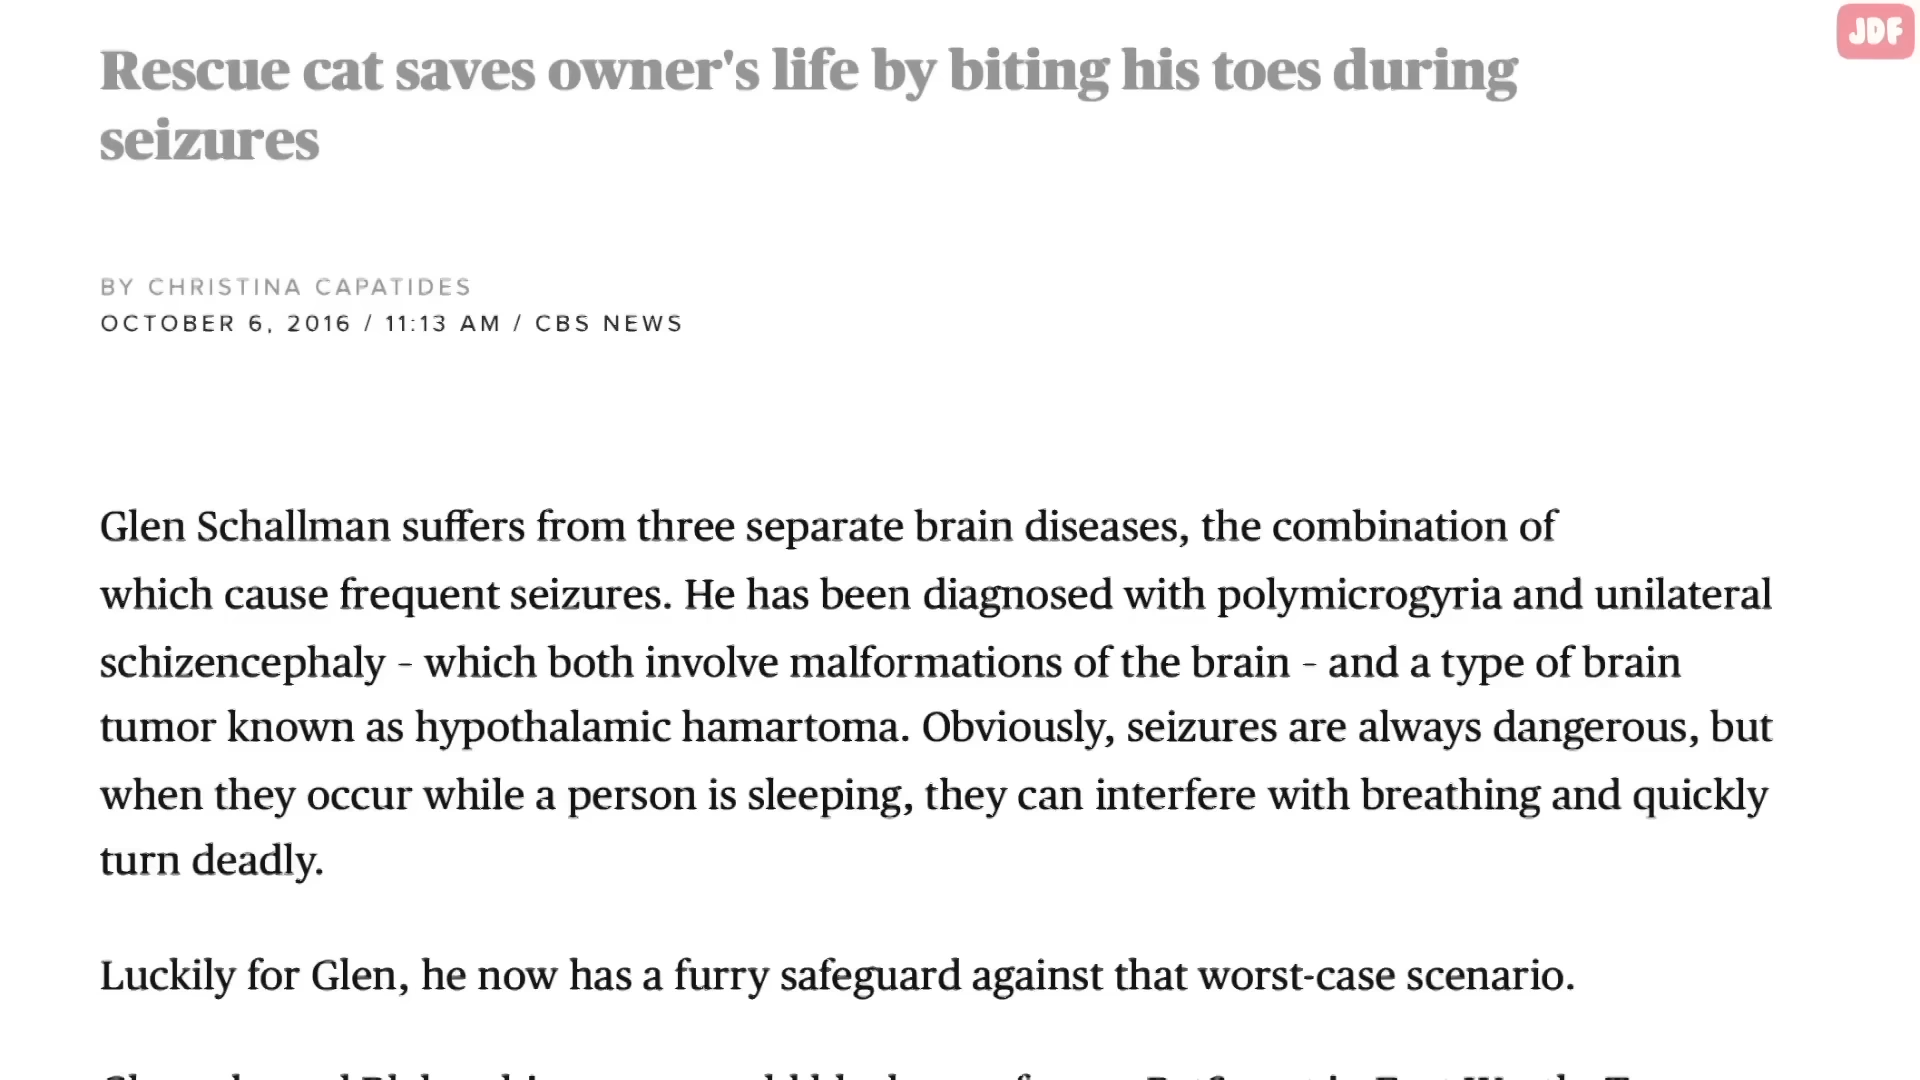 JDF
Rescue cat saves owner's life by biting his toes during
seizures
BY CHRISTINA CAPATIDES
OCTOBER 6, 2016 / 11:13 AM / CBS NEWS
Glen Schallman suffers from three separate brain diseases, the combination of
which cause frequent seizures. He has been diagnosed with polymicrogyria and unilateral
schizencephaly - which both involve malformations of the brain - and a type of brain
tumor known as hypothalamic hamartoma. Obviously, seizures are always dangerous, but
when they occur while a person is sleeping, they can interfere with breathing and quickly
turn deadly.
Luckily for Glen, he now has a furry safeguard against that worst-case scenario.